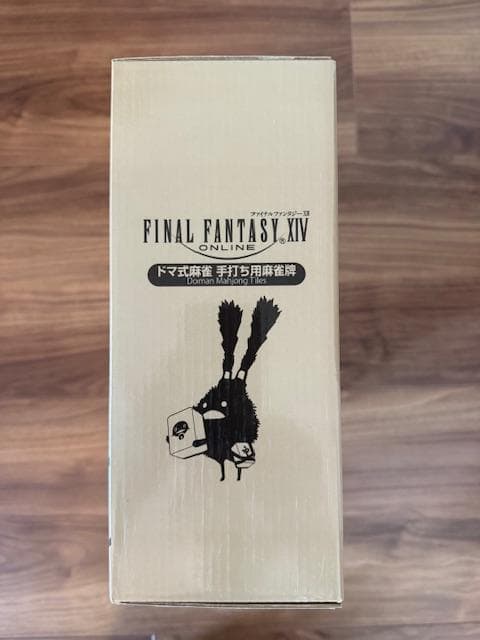 ファイナルファンタジーXIV
FINAL FANTASY® XIV
ONLINE
ドマ式麻雀 手打ち用麻雀牌
Doman Mahjong Tiles